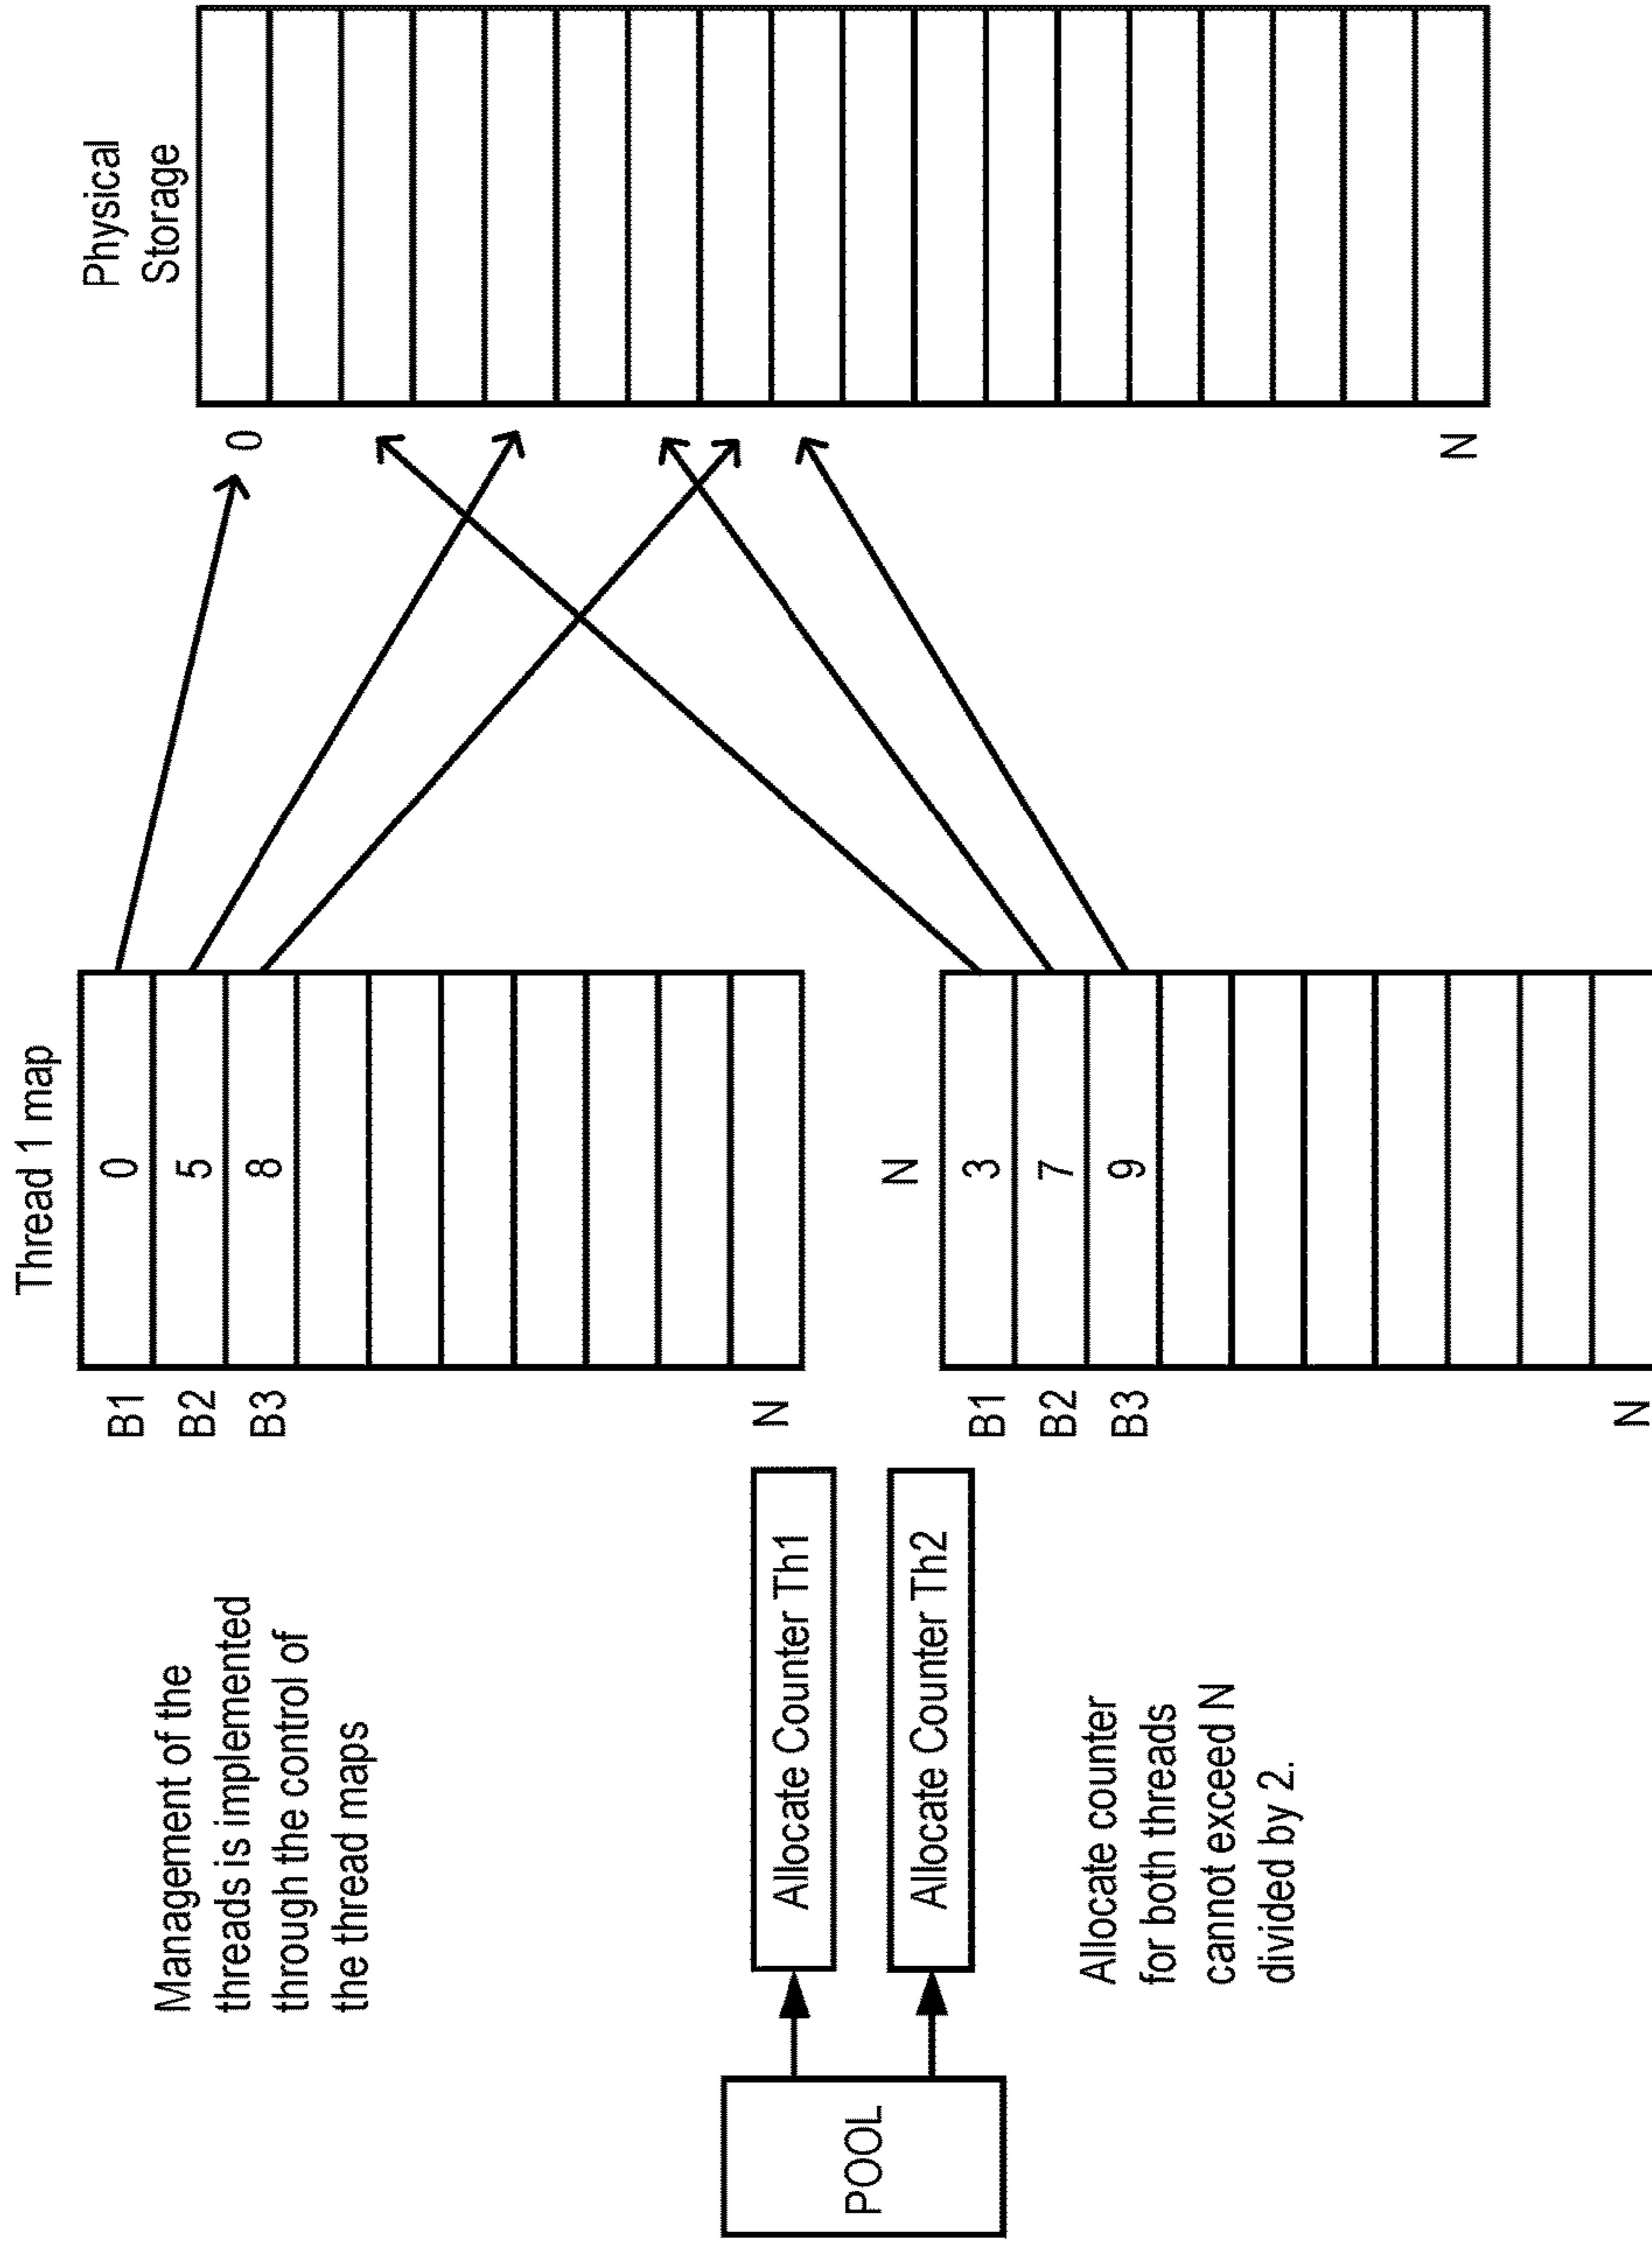 Management of the
threads is implemented
through the control of
the thread maps
POOL
Allocate Counter Th1
Allocate Counter Th2
Allocate counter
for both threads
cannot exceed N
divided by 2.
Thread 1 map
B1 0
B2 5
B3 8
N
N
B1 3
B2 7
B3 9
N
Physical
Storage
0
N